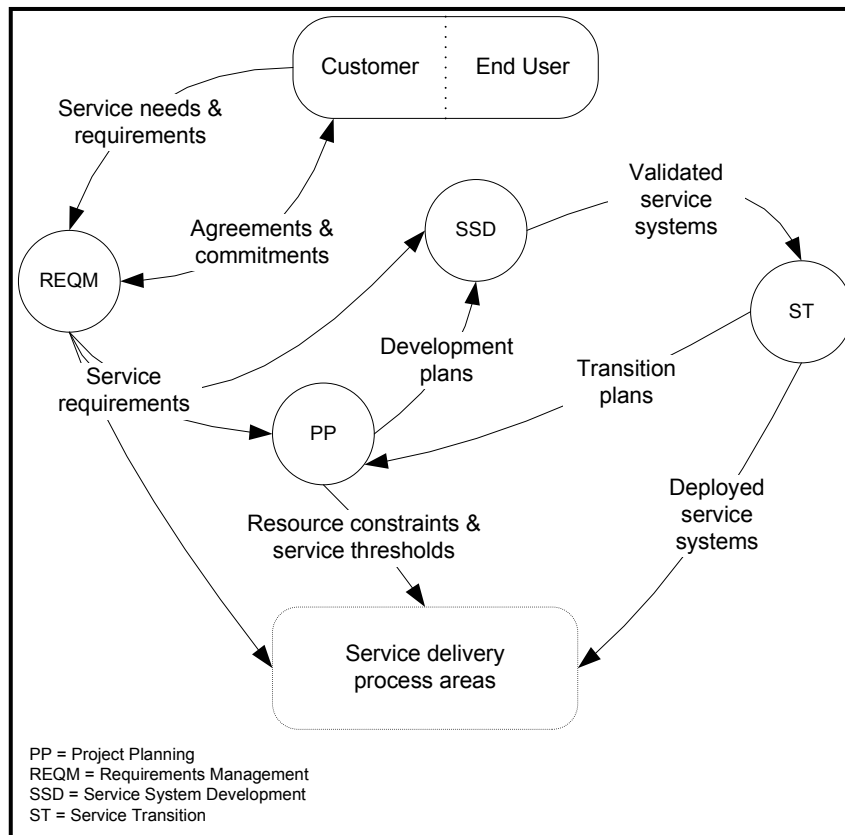 Customer
End User
Service needs &
requirements
Validated
service
systems
Agreements &
commitments
SSD
REQM
ST
Development
plans
Transition
plans
Service
requirements
PP
Deployed
service
systems
Resource constraints &
service thresholds
Service delivery
process areas
PP = Project Planning
REQM = Requirements Management
SSD = Service System Development
ST = Service Transition